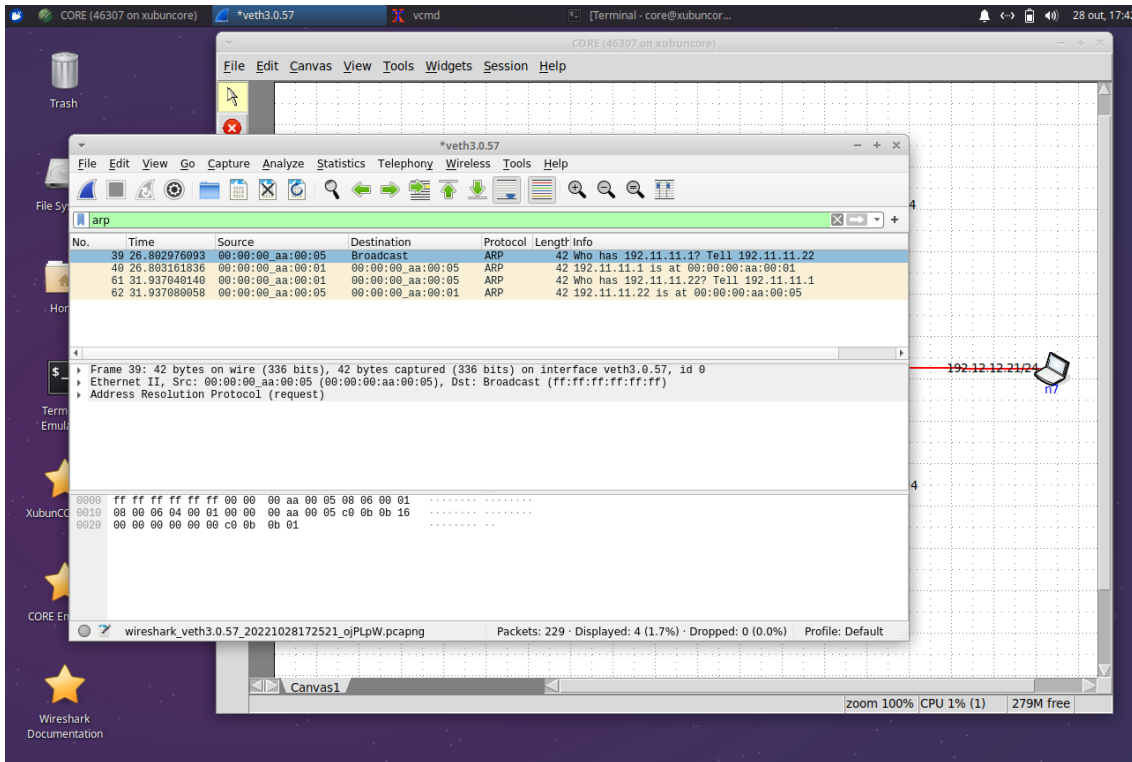 CORE (46307 on xubuncore) *veth3.0.57 vcmd [Terminal - core@xubuncor... 28 out, 17:42
CORE (46307 on xubuncore)
File Edit Canvas View Tools Widgets Session Help
Trash
*veth3.0.57
File Edit View Go Capture Analyze Statistics Telephony Wireless Tools Help
File Sy
4
arp
No. Time Source Destination Protocol Length Info
39 26.802976093 00:00:00_aa:00:05 Broadcast ARP 42 Who has 192.11.11.1? Tell 192.11.11.22
40 26.803161836 00:00:00_aa:00:01 00:00:00_aa:00:05 ARP 42 192.11.11.1 is at 00:00:00:aa:00:01
61 31.937040140 00:00:00_aa:00:01 00:00:00_aa:00:05 ARP 42 Who has 192.11.11.22? Tell 192.11.11.1
62 31.937080058 00:00:00_aa:00:05 00:00:00_aa:00:01 ARP 42 192.11.11.22 is at 00:00:00:aa:00:05
Hor
Frame 39: 42 bytes on wire (336 bits), 42 bytes captured (336 bits) on interface veth3.0.57, id 0
Ethernet II, Src: 00:00:00_aa:00:05 (00:00:00:aa:00:05), Dst: Broadcast (ff:ff:ff:ff:ff:ff)
Address Resolution Protocol (request)
192.12.12.21/24
n7
$_
Term
Emula
4
0000 ff ff ff ff ff ff 00 00 00 aa 00 05 08 06 00 01 ········ ········
0010 08 00 06 04 00 01 00 00 00 aa 00 05 c0 0b 0b 16 ········ ········
0020 00 00 00 00 00 00 c0 0b 0b 01 ········ ··
XubunCO
CORE En
wireshark_veth3.0.57_20221028172521_ojPLpW.pcapng Packets: 229 · Displayed: 4 (1.7%) · Dropped: 0 (0.0%) Profile: Default
Canvas1
zoom 100% CPU 1% (1) 279M free
Wireshark
Documentation